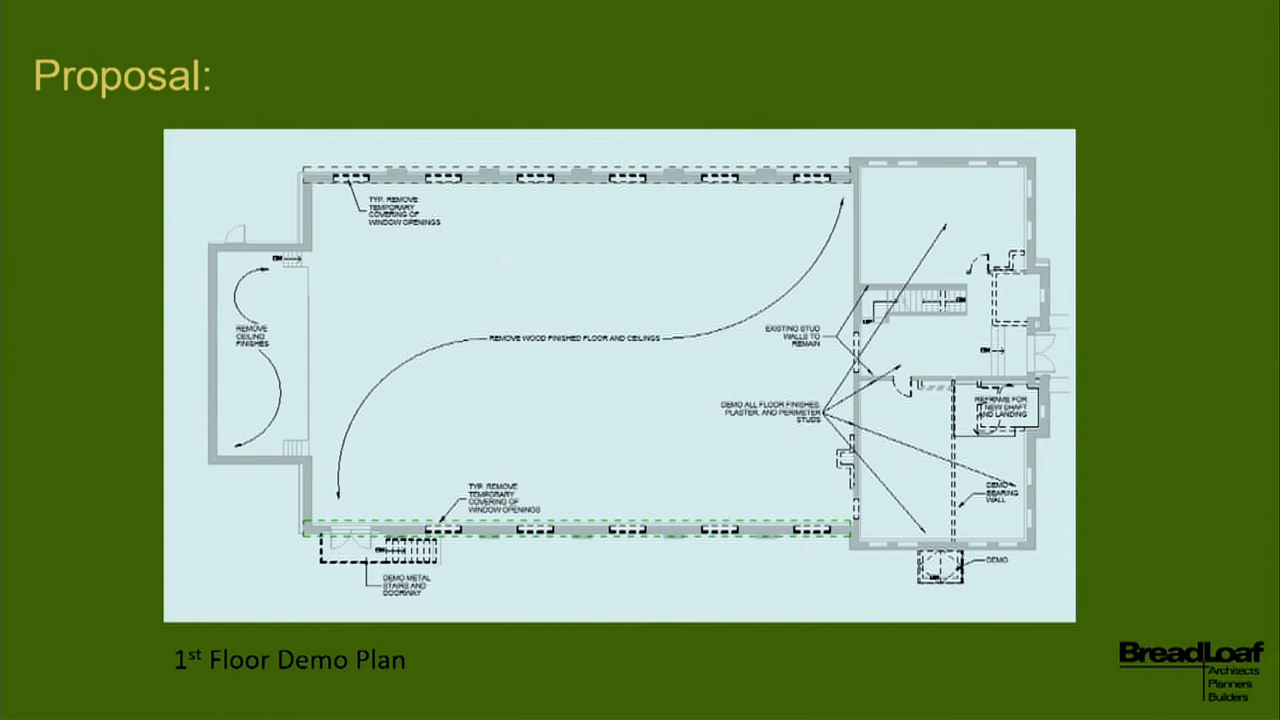 Proposal:
TYP. REMOVE
TEMPORARY
COVERING OF
WINDOW OPENINGS
REMOVE
CEILING
FINISHES
REMOVE WOOD FINISHED FLOOR AND CEILINGS
EXISTING STUD
WALLS TO
REMAIN
DEMO ALL FLOOR FINISHES,
PLASTER, AND PERIMETER
STUDS
REFRAME FOR
NEW SHAFT
AND LANDING
TYP. REMOVE
TEMPORARY
COVERING OF
WINDOW OPENINGS
DEMO
BEARING
WALL
DEMO METAL
STAIRS AND
DOORWAY
DEMO
1st Floor Demo Plan
BreadLoaf
Architects
Planners
Builders